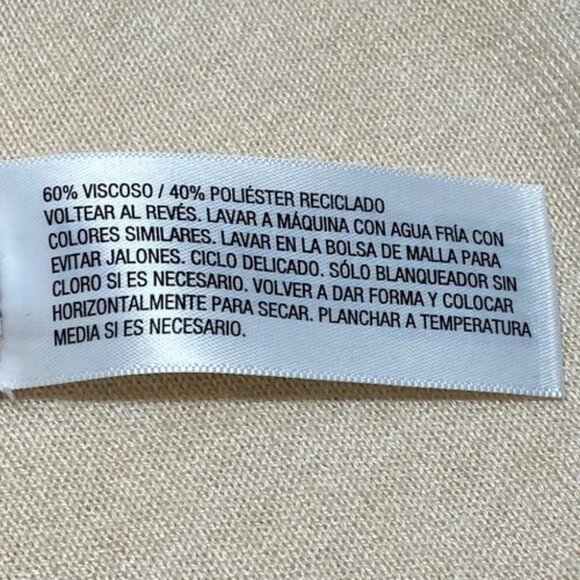 60% VISCOSO / 40% POLIÉSTER RECICLADO
VOLTEAR AL REVÉS. LAVAR A MÁQUINA CON AGUA FRÍA CON
COLORES SIMILARES. LAVAR EN LA BOLSA DE MALLA PARA
EVITAR JALONES. CICLO DELICADO. SÓLO BLANQUEADOR SIN
CLORO SI ES NECESARIO. VOLVER A DAR FORMA Y COLOCAR
HORIZONTALMENTE PARA SECAR. PLANCHAR A TEMPERATURA
MEDIA SI ES NECESARIO.